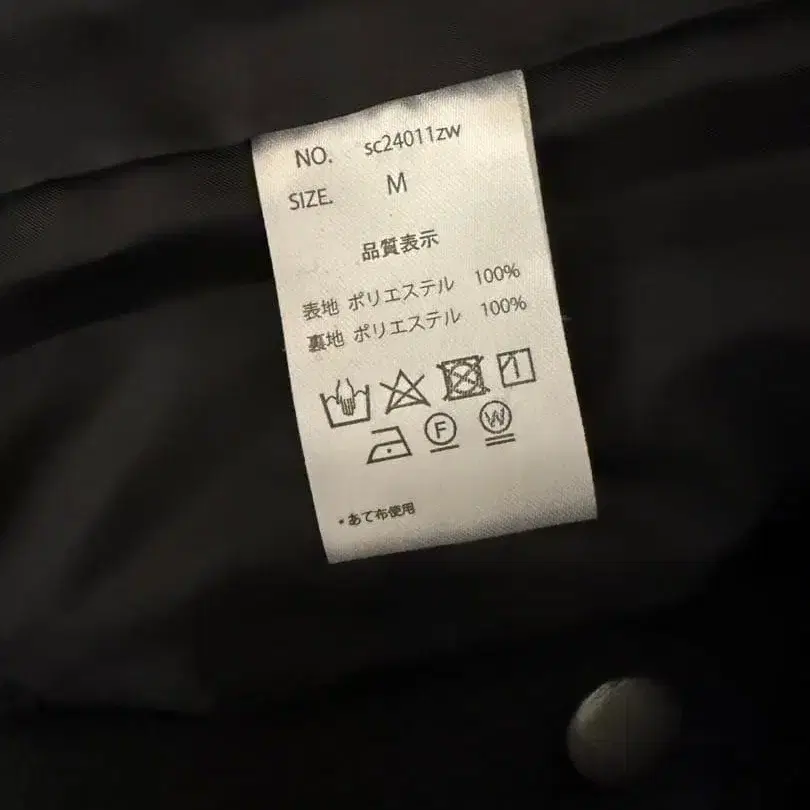 NO. sc24011zw
SIZE. M
品質表示
表地 ポリエステル 100%
裏地 ポリエステル 100%
F W
*あて布使用